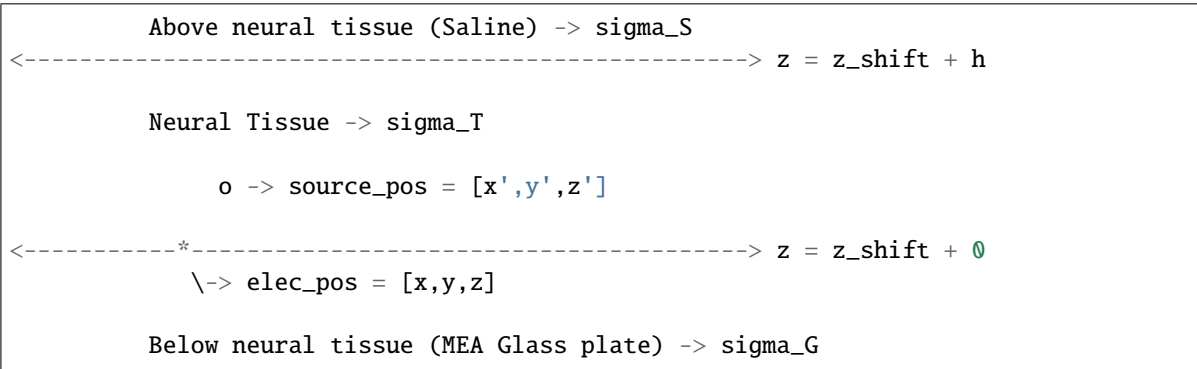 Above neural tissue (Saline) -> sigma_S
<----------------------------------------------------> z = z_shift + h
Neural Tissue -> sigma_T
o -> source_pos = [x',y',z']
<-----------*----------------------------------------> z = z_shift + 0
\-> elec_pos = [x,y,z]
Below neural tissue (MEA Glass plate) -> sigma_G